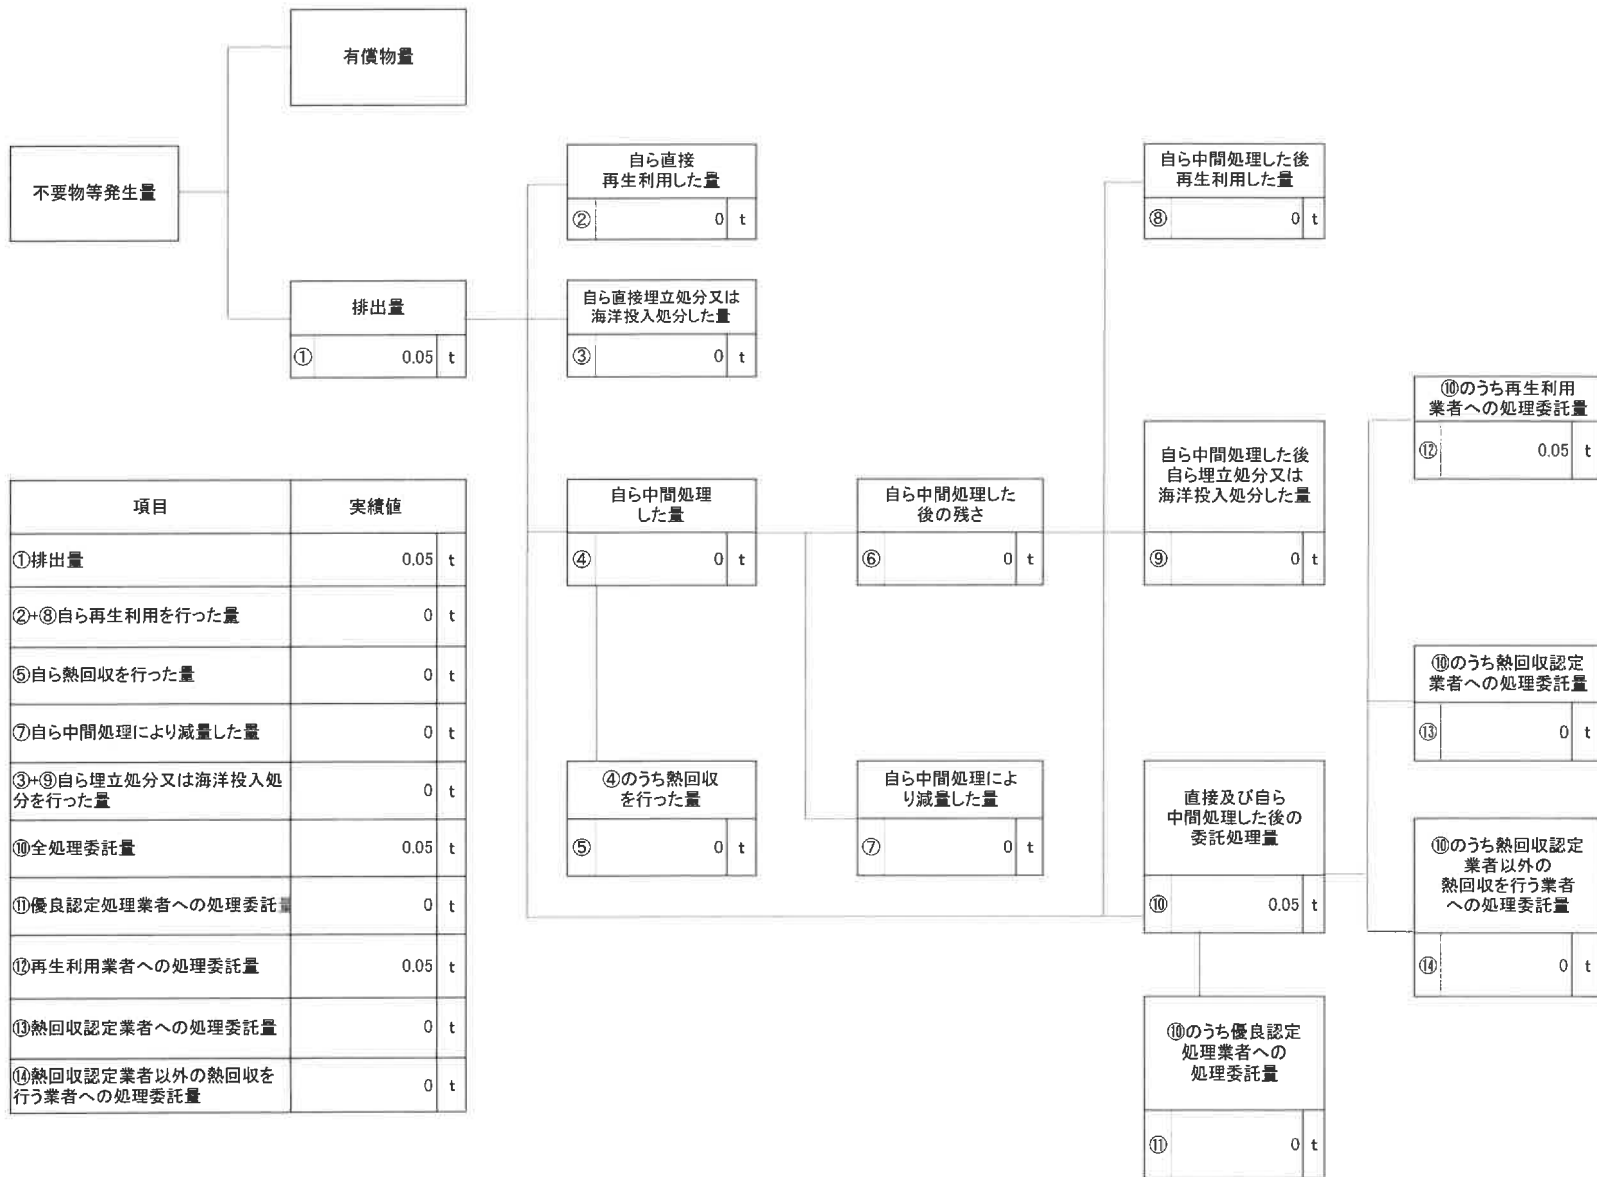 有償物量
不要物等発生量
排出量
① 0.05 t
自ら直接
再生利用した量
② 0 t
自ら直接埋立処分又は
海洋投入処分した量
③ 0 t
自ら中間処理
した量
④ 0 t
④のうち熱回収
を行った量
⑤ 0 t
自ら中間処理した
後の残さ
⑥ 0 t
自ら中間処理によ
り減量した量
⑦ 0 t
自ら中間処理した後
再生利用した量
⑧ 0 t
自ら中間処理した後
自ら埋立処分又は
海洋投入処分した量
⑨ 0 t
直接及び自ら
中間処理した後の
委託処理量
⑩ 0.05 t
⑩のうち優良認定
処理業者への
処理委託量
⑪ 0 t
⑩のうち再生利用
業者への処理委託量
⑫ 0.05 t
⑩のうち熱回収認定
業者への処理委託量
⑬ 0 t
⑩のうち熱回収認定
業者以外の
熱回収を行う業者
への処理委託量
⑭ 0 t
項目 実績値
①排出量 0.05 t
②+⑧自ら再生利用を行った量 0 t
⑤自ら熱回収を行った量 0 t
⑦自ら中間処理により減量した量 0 t
③+⑨自ら埋立処分又は海洋投入処
分を行った量 0 t
⑩全処理委託量 0.05 t
⑪優良認定処理業者への処理委託量 0 t
⑫再生利用業者への処理委託量 0.05 t
⑬熱回収認定業者への処理委託量 0 t
⑭熱回収認定業者以外の熱回収を
行う業者への処理委託量 0 t